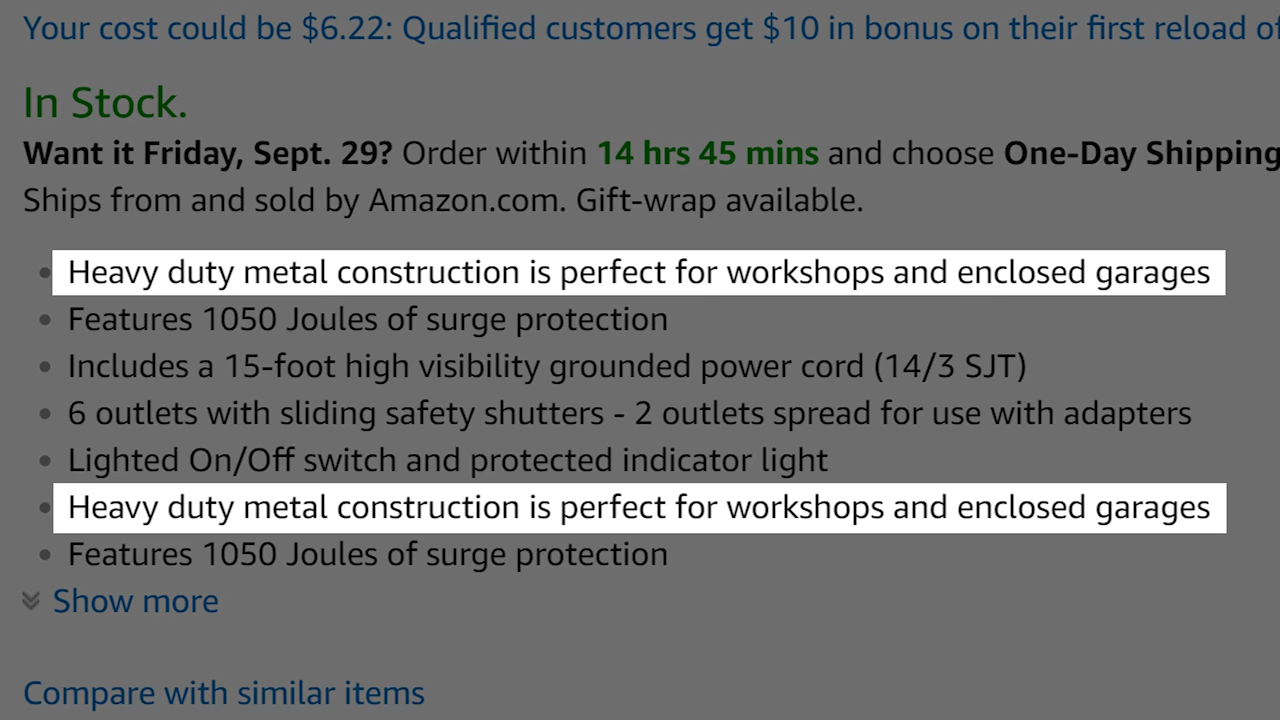 Your cost could be $6.22: Qualified customers get $10 in bonus on their first reload of
In Stock.
Want it Friday, Sept. 29? Order within 14 hrs 45 mins and choose One-Day Shipping
Ships from and sold by Amazon.com. Gift-wrap available.
• Heavy duty metal construction is perfect for workshops and enclosed garages
• Features 1050 Joules of surge protection
• Includes a 15-foot high visibility grounded power cord (14/3 SJT)
• 6 outlets with sliding safety shutters - 2 outlets spread for use with adapters
• Lighted On/Off switch and protected indicator light
• Heavy duty metal construction is perfect for workshops and enclosed garages
• Features 1050 Joules of surge protection
Show more
Compare with similar items